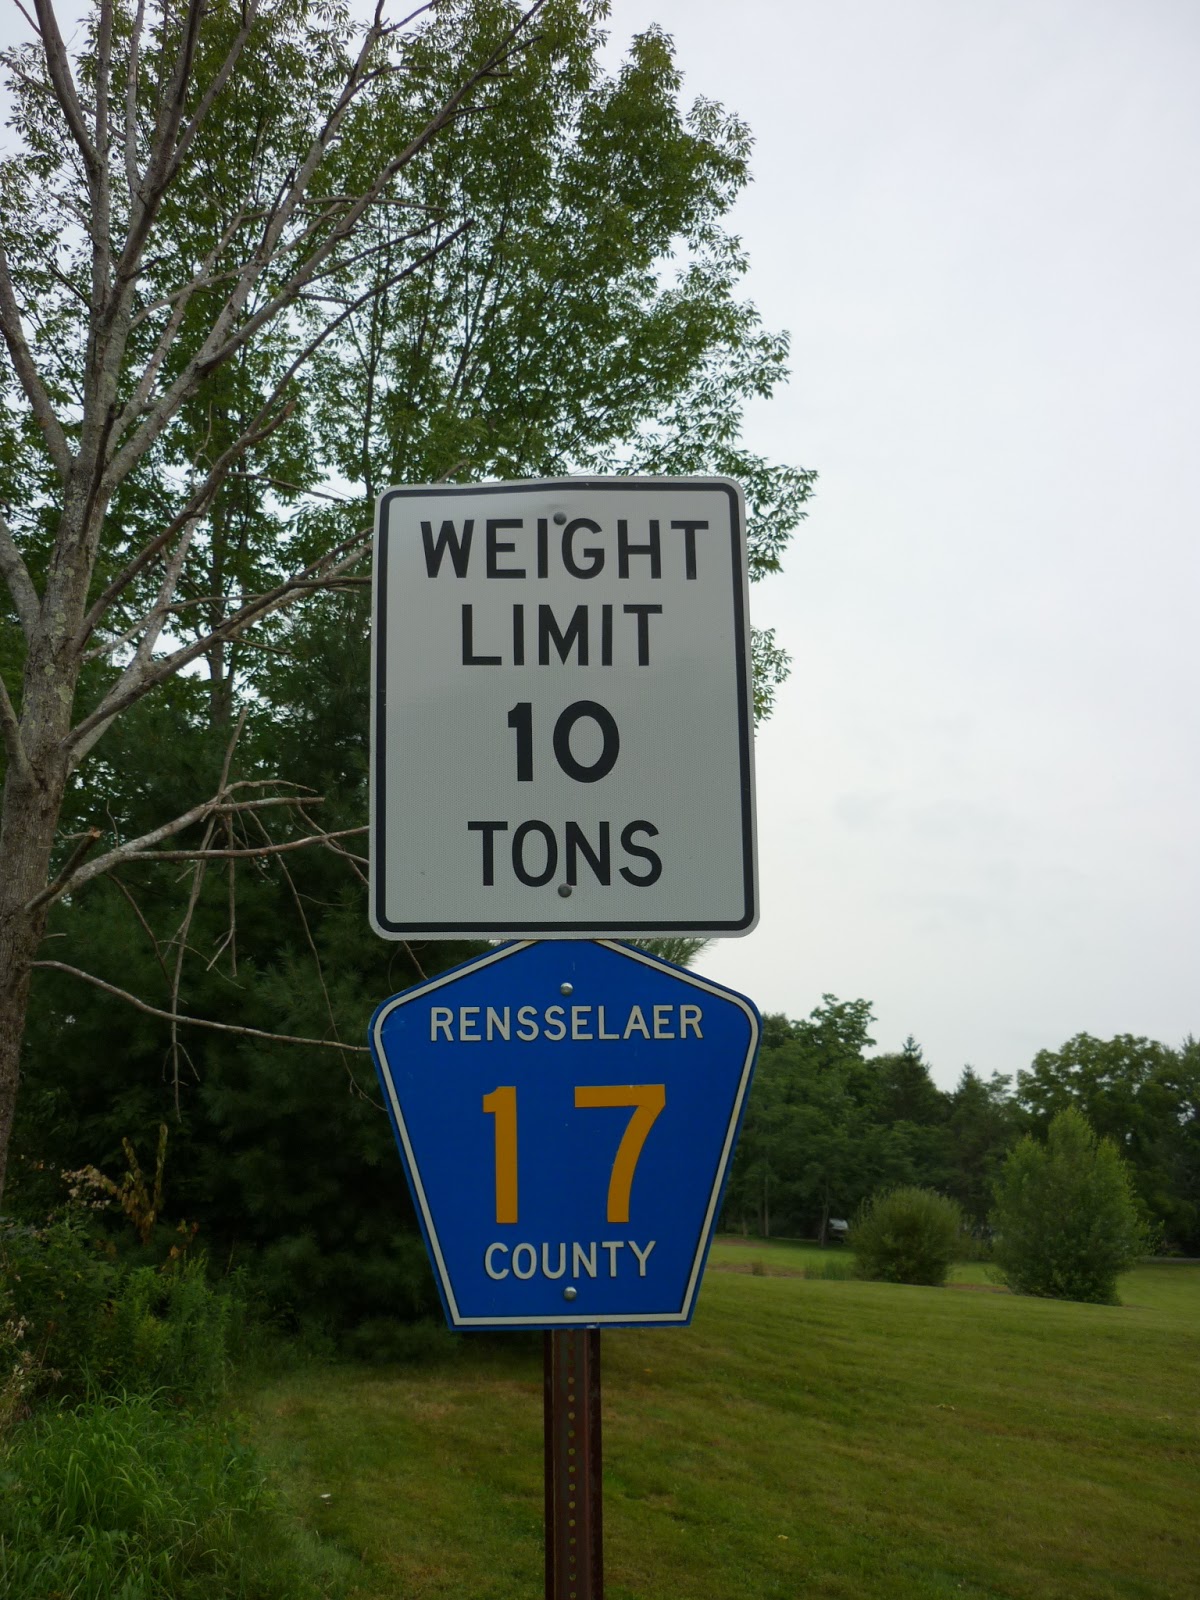 WEIGHT
LIMIT
10
TONS
RENSSELAER
17
COUNTY